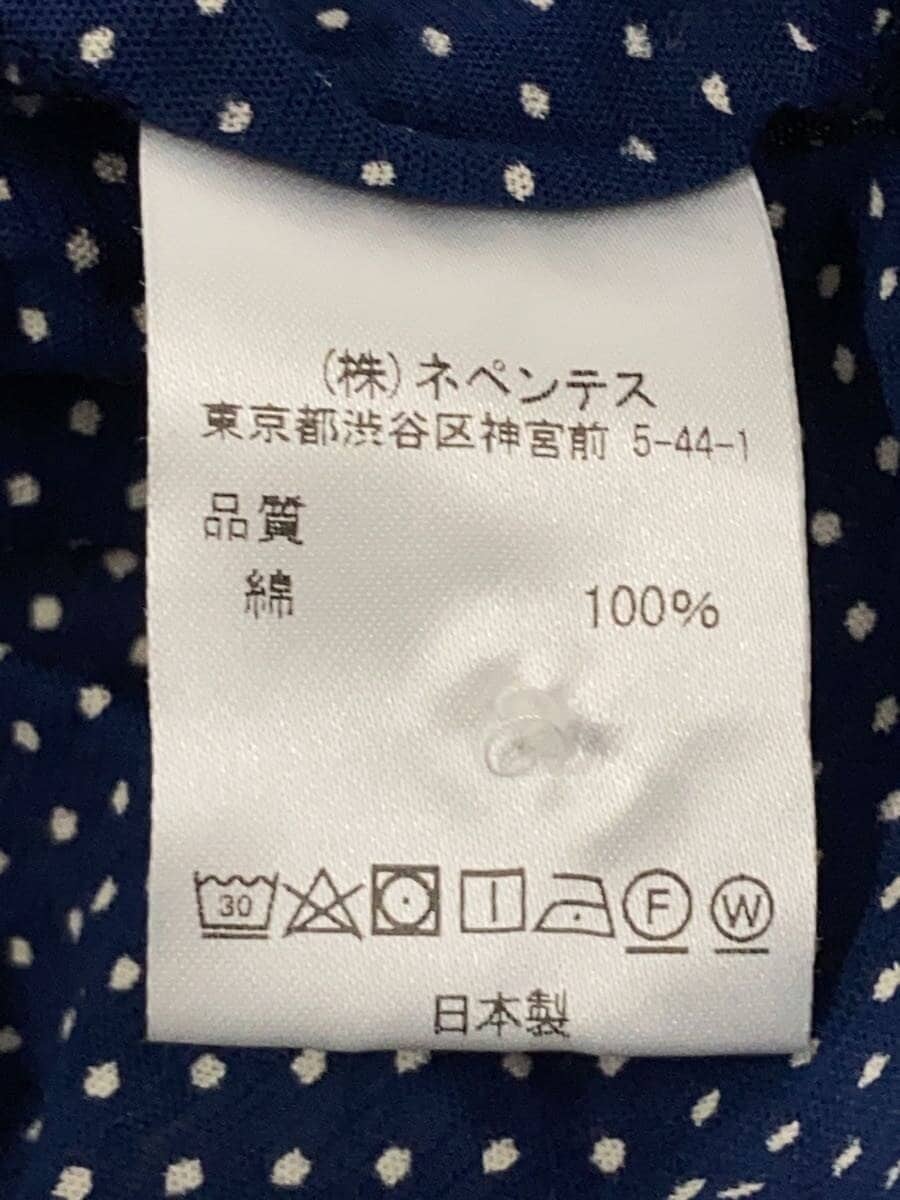 (株)ネペンテス
東京都渋谷区神宮前 5-44-1
品質
綿 100%
30 F W
日本製